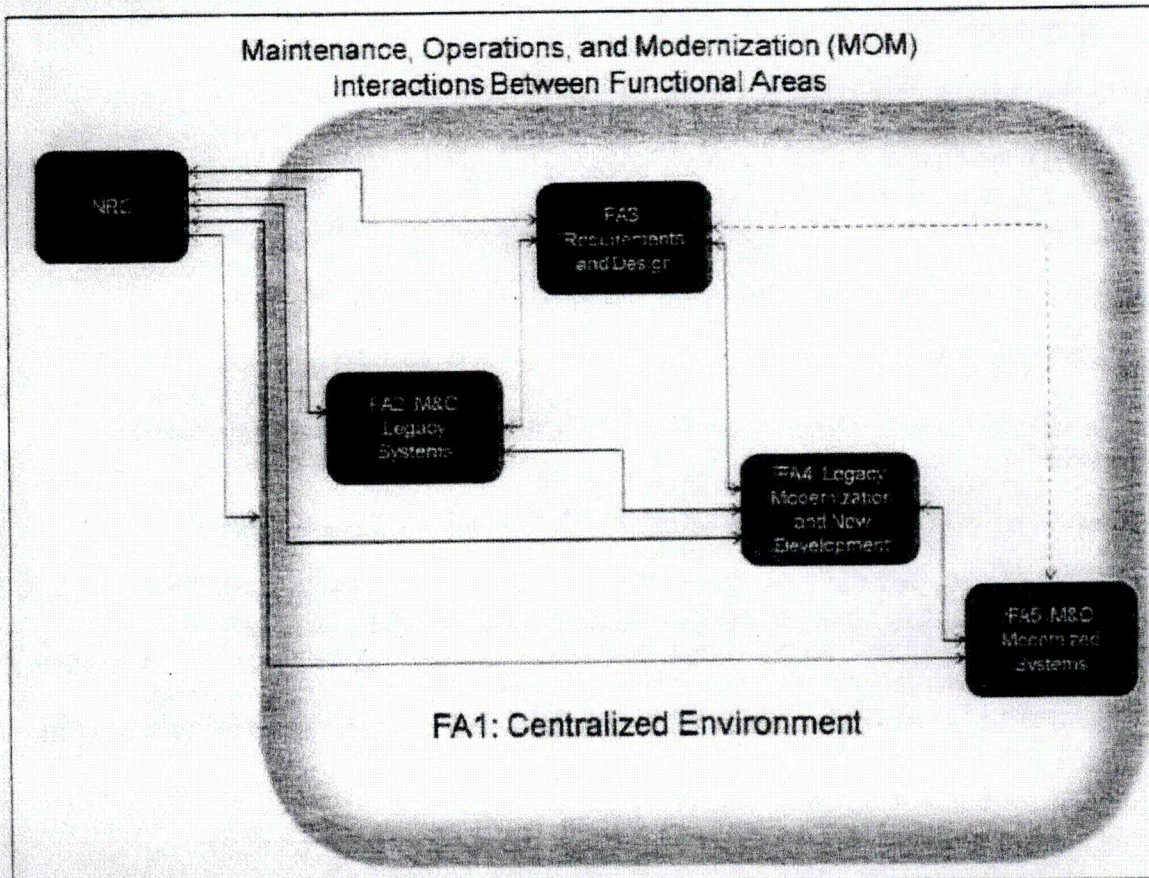 Maintenance, Operations, and Modernization (MOM)
Interactions Between Functional Areas
NRC
FA3
Requirements
and Design
FA2 M&O
Legacy
Systems
FA4 Legacy
Modernization
and New
Development
FA5 M&O
Modernized
Systems
FA1: Centralized Environment